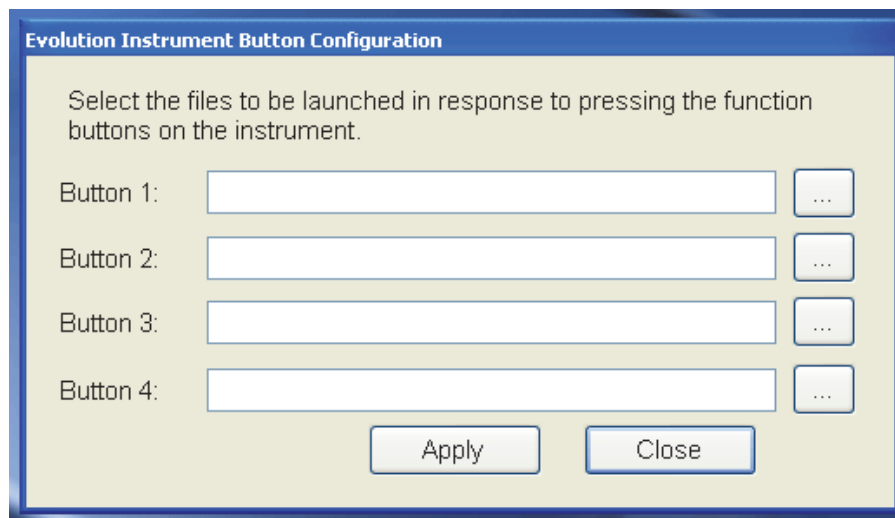 Evolution Instrument Button Configuration
Select the files to be launched in response to pressing the function
buttons on the instrument.
Button 1: ...
Button 2: ...
Button 3: ...
Button 4: ...
Apply Close